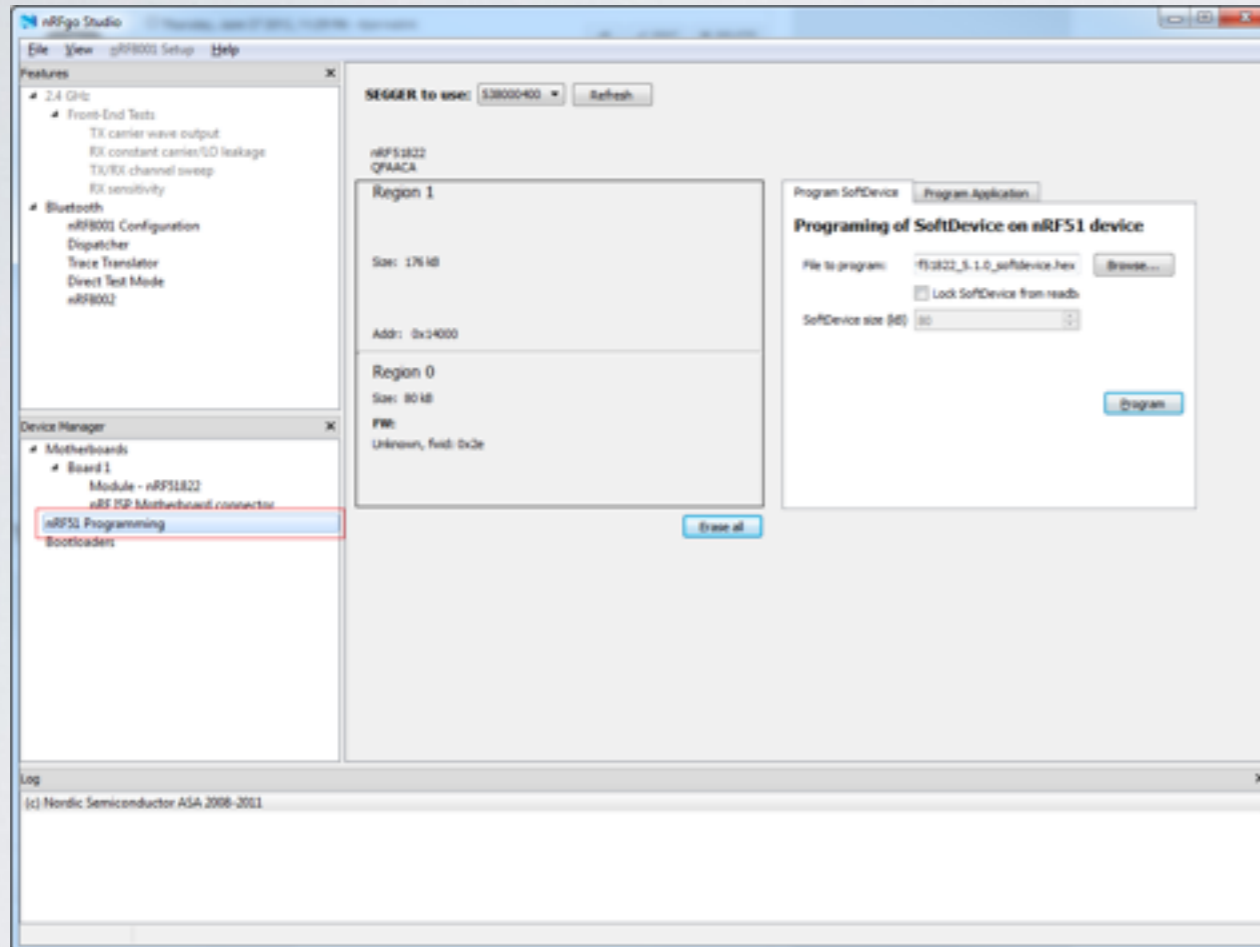 nRFgo Studio
File View nRF8001 Setup Help
Features
2.4 GHz
Front-End Tests
TX carrier wave output
RX constant carrier/LO leakage
TX/RX channel sweep
RX sensitivity
Bluetooth
nRF8001 Configuration
Dispatcher
Trace Translator
Direct Test Mode
nRF8002
Device Manager
Motherboards
Board 1
Module - nRF51822
nRF ISP Motherboard connector
nRF51 Programming
Bootloaders
SEGGER to use: 538000400 Refresh
nRF51822
QFAACA
Region 1
Size: 176 kB
Addr: 0x14000
Region 0
Size: 80 kB
FW:
Unknown, fwid: 0x2e
Erase all
Program SoftDevice Program Application
Programing of SoftDevice on nRF51 device
File to program: f51822_5.1.0_softdevice.hex Browse...
Lock SoftDevice from readb
SoftDevice size (kB) 80
Program
Log
(c) Nordic Semiconductor ASA 2008-2011